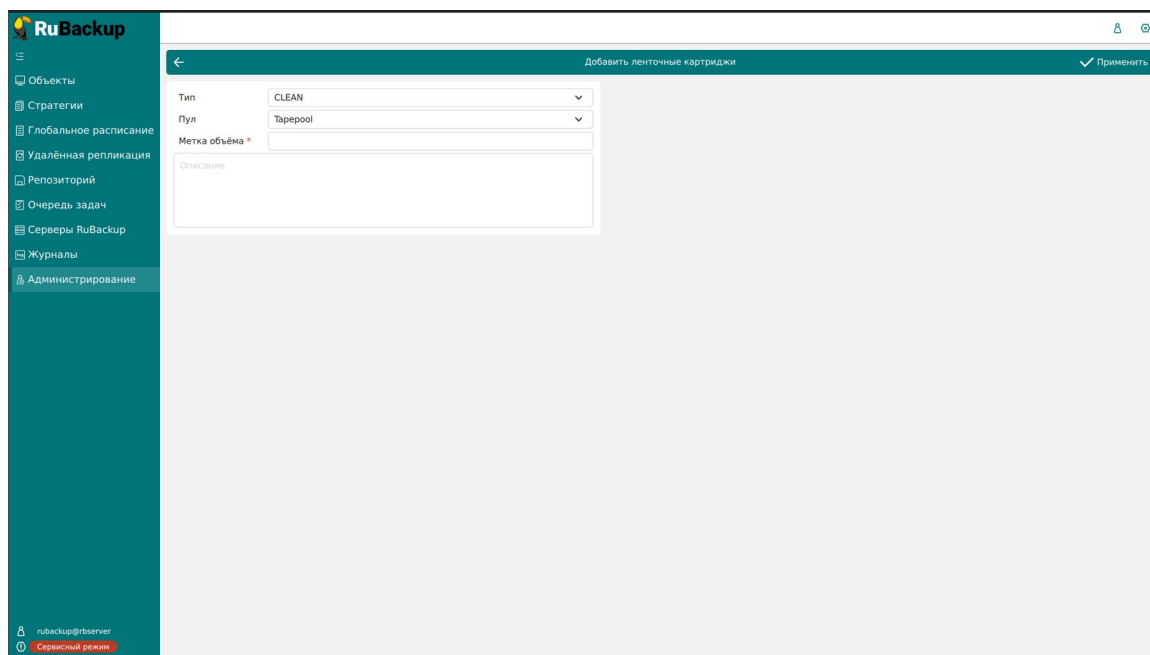 RuBackup
Добавить ленточные картриджи
Применить
Объекты
Стратегии
Глобальное расписание
Удалённая репликация
Репозиторий
Очередь задач
Серверы RuBackup
Журналы
Администрирование
Тип CLEAN
Пул Tapepool
Метка объёма *
Описание
rubackup@rbserver
Сервисный режим